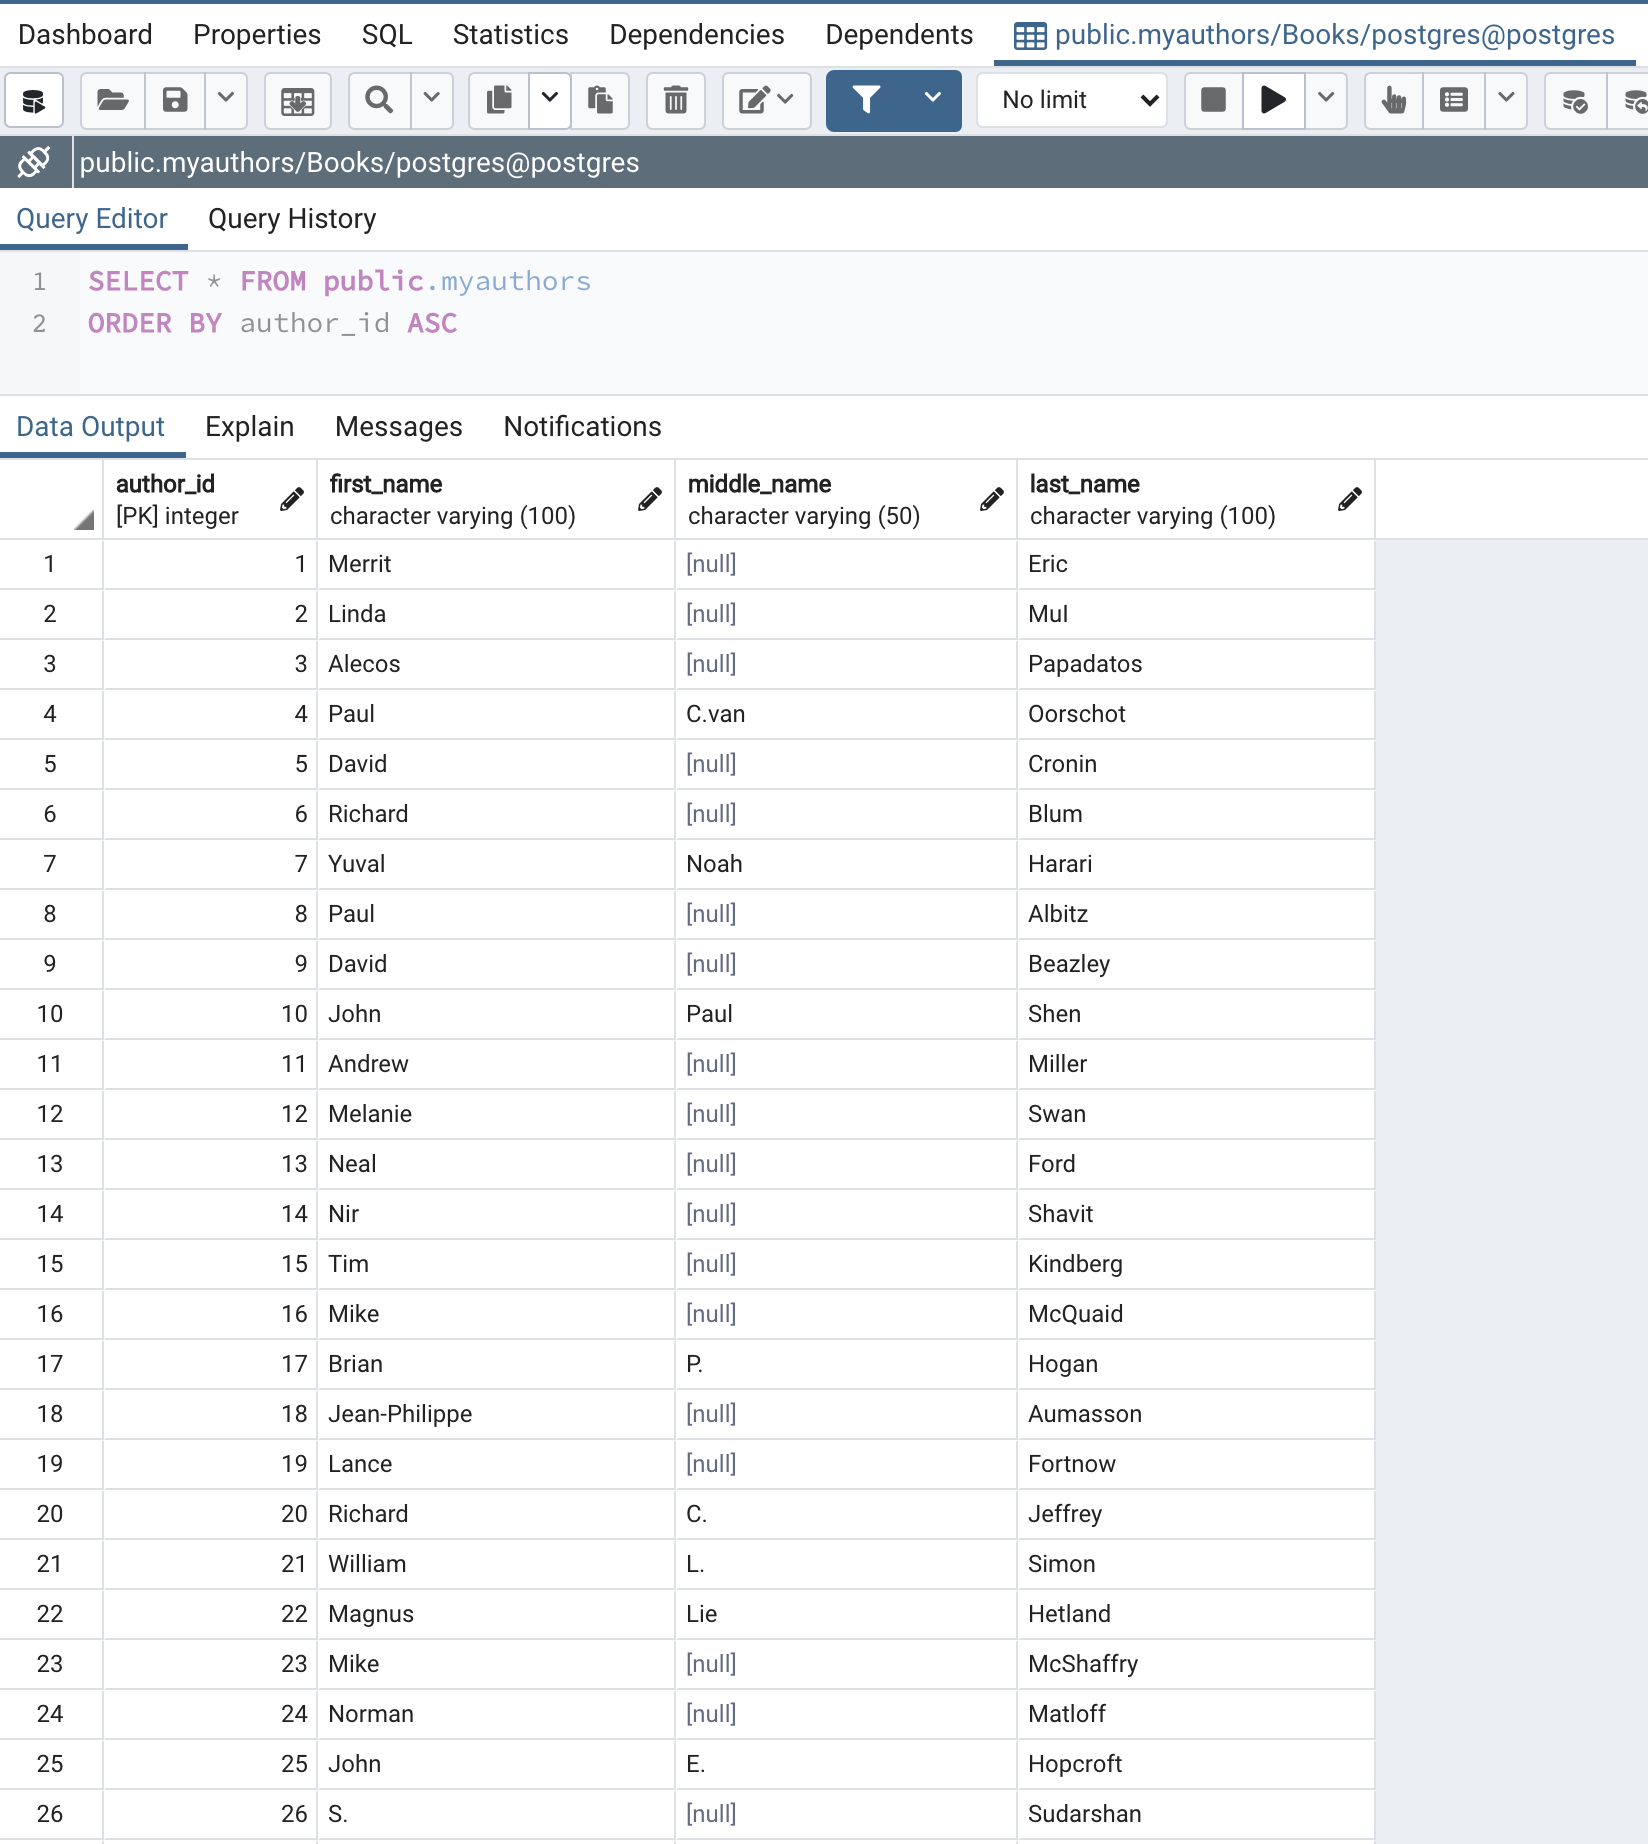 Dashboard Properties SQL Statistics Dependencies Dependents public.myauthors/Books/postgres@postgres
No limit
public.myauthors/Books/postgres@postgres
Query Editor Query History
1 SELECT * FROM public.myauthors
2 ORDER BY author_id ASC
Data Output Explain Messages Notifications
author_id first_name middle_name last_name
[PK] integer character varying (100) character varying (50) character varying (100)
1 1 Merrit [null] Eric
2 2 Linda [null] Mul
3 3 Alecos [null] Papadatos
4 4 Paul C.van Oorschot
5 5 David [null] Cronin
6 6 Richard [null] Blum
7 7 Yuval Noah Harari
8 8 Paul [null] Albitz
9 9 David [null] Beazley
10 10 John Paul Shen
11 11 Andrew [null] Miller
12 12 Melanie [null] Swan
13 13 Neal [null] Ford
14 14 Nir [null] Shavit
15 15 Tim [null] Kindberg
16 16 Mike [null] McQuaid
17 17 Brian P. Hogan
18 18 Jean-Philippe [null] Aumasson
19 19 Lance [null] Fortnow
20 20 Richard C. Jeffrey
21 21 William L. Simon
22 22 Magnus Lie Hetland
23 23 Mike [null] McShaffry
24 24 Norman [null] Matloff
25 25 John E. Hopcroft
26 26 S. [null] Sudarshan